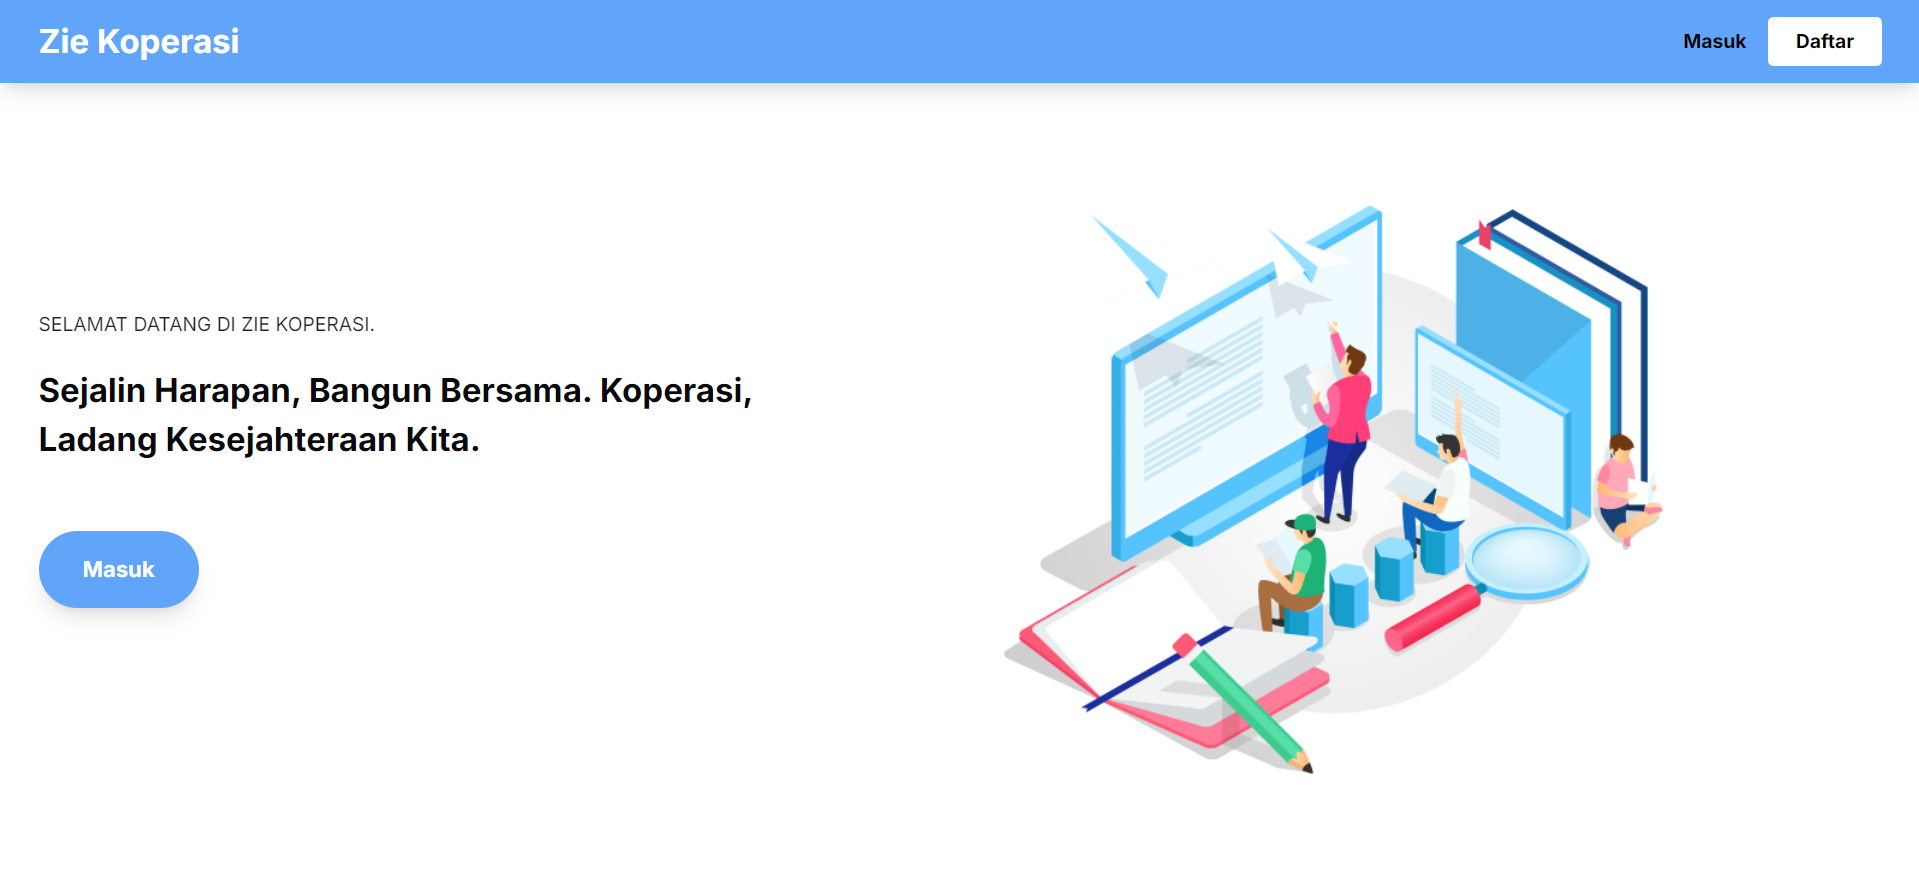 Zie Koperasi
Masuk
Daftar
SELAMAT DATANG DI ZIE KOPERASI.
Sejalin Harapan, Bangun Bersama. Koperasi,
Ladang Kesejahteraan Kita.
Masuk